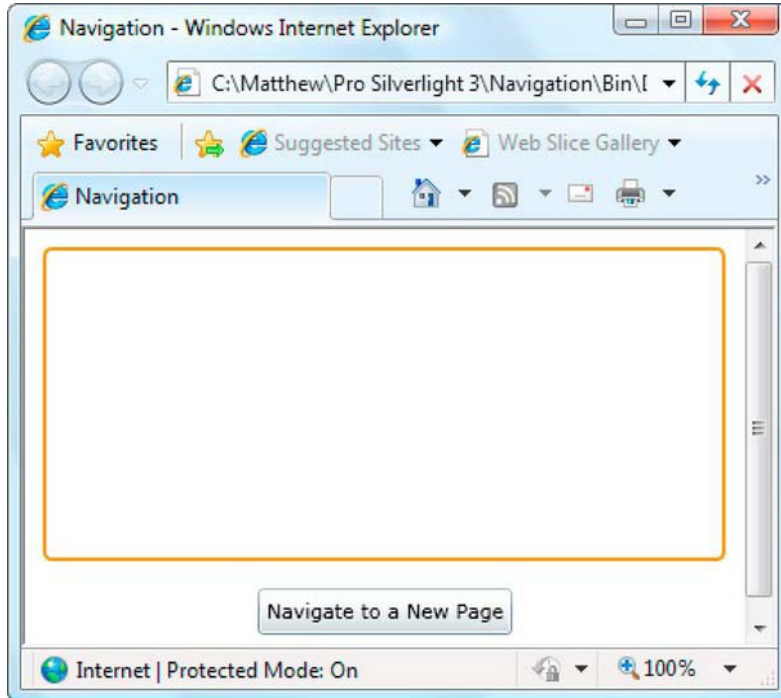 Navigation - Windows Internet Explorer
C:\Matthew\Pro Silverlight 3\Navigation\Bin\
Favorites Suggested Sites Web Slice Gallery
Navigation
Navigate to a New Page
Internet | Protected Mode: On 100%